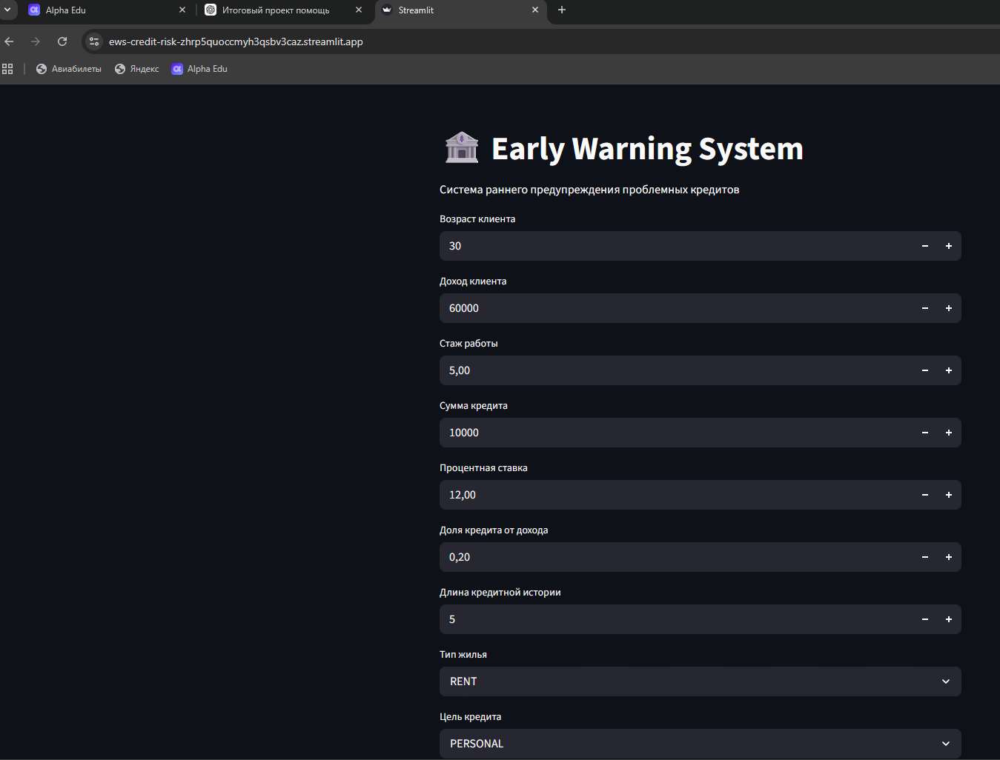 Alpha Edu
Итоговый проект помощь
Streamlit
ews-credit-risk-zhrp5quoccmyh3qsbv3caz.streamlit.app
Авиабилеты
Яндекс
Alpha Edu
Early Warning System
Система раннего предупреждения проблемных кредитов
Возраст клиента
30
Доход клиента
60000
Стаж работы
5,00
Сумма кредита
10000
Процентная ставка
12,00
Доля кредита от дохода
0,20
Длина кредитной истории
5
Тип жилья
RENT
Цель кредита
PERSONAL